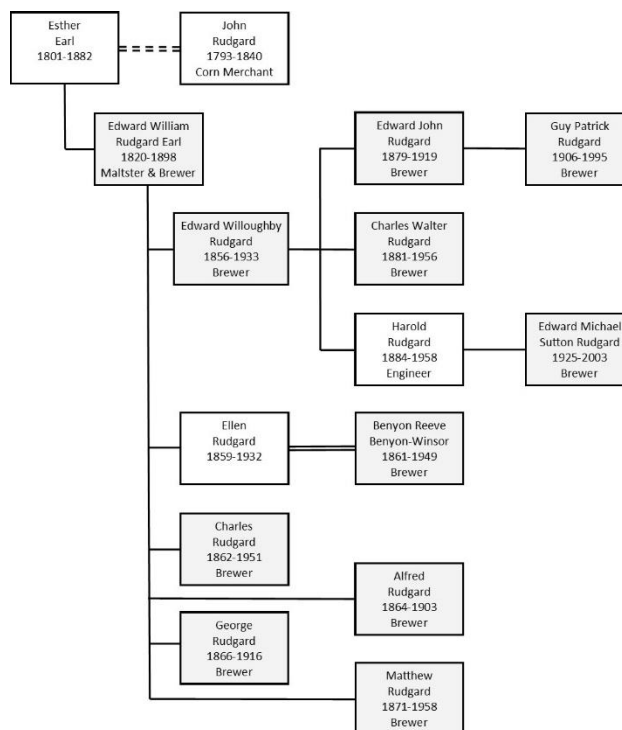 Esther
Earl
1801-1882
John
Rudgard
1793-1840
Corn Merchant
Edward William
Rudgard Earl
1820-1898
Maltster & Brewer
Edward John
Rudgard
1879-1919
Brewer
Guy Patrick
Rudgard
1906-1995
Brewer
Edward Willoughby
Rudgard
1856-1933
Brewer
Charles Walter
Rudgard
1881-1956
Brewer
Harold
Rudgard
1884-1958
Engineer
Edward Michael
Sutton Rudgard
1925-2003
Brewer
Ellen
Rudgard
1859-1932
Benyon Reeve
Benyon-Winsor
1861-1949
Brewer
Charles
Rudgard
1862-1951
Brewer
Alfred
Rudgard
1864-1903
Brewer
George
Rudgard
1866-1916
Brewer
Matthew
Rudgard
1871-1958
Brewer